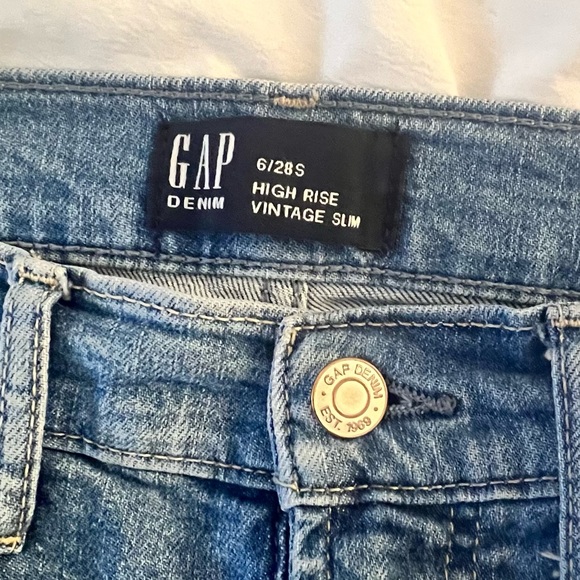 GAP
DENIM
6/28S
HIGH RISE
VINTAGE SLIM
GAP DENIM
EST. 1969